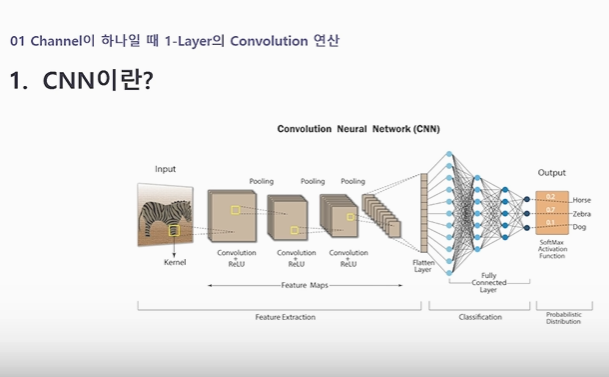 01 Channel이 하나일 때 1-Layer의 Convolution 연산
1. CNN이란?
Convolution Neural Network (CNN)
Input
Output
Pooling Pooling Pooling
0.2
Horse
0.7
Zebra
0.1
Dog
Kernel
Convolution
+
ReLU
Convolution
+
ReLU
Convolution
+
ReLU
Flatten
Layer
SoftMax
Activation
Function
Fully
Connected
Layer
Feature Maps
Feature Extraction
Classification
Probabilistic
Distribution